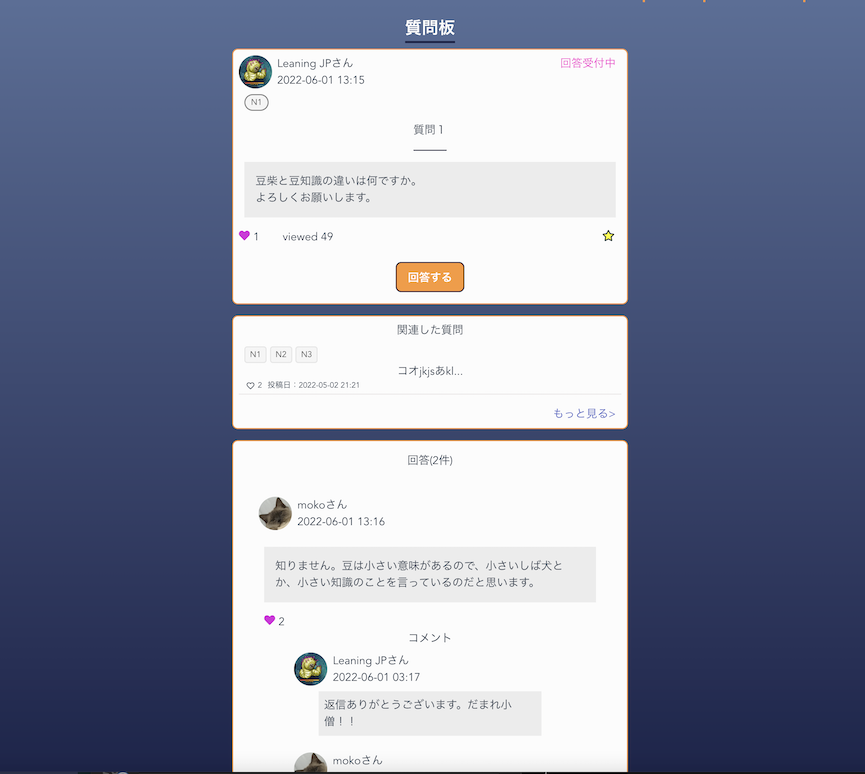 質問板
Leaning JPさん
2022-06-01 13:15
回答受付中
N1
質問 1
豆柴と豆知識の違いは何ですか。
よろしくお願いします。
1
viewed 49
回答する
関連した質問
N1 N2 N3
コオjkjsあkl...
2 投稿日：2022-05-02 21:21
もっと見る>
回答(2件)
mokoさん
2022-06-01 13:16
知りません。豆は小さい意味があるので、小さいしば犬と
か、小さい知識のことを言っているのだと思います。
2
コメント
Leaning JPさん
2022-06-01 03:17
返信ありがとうございます。だまれ小
僧！！
mokoさん